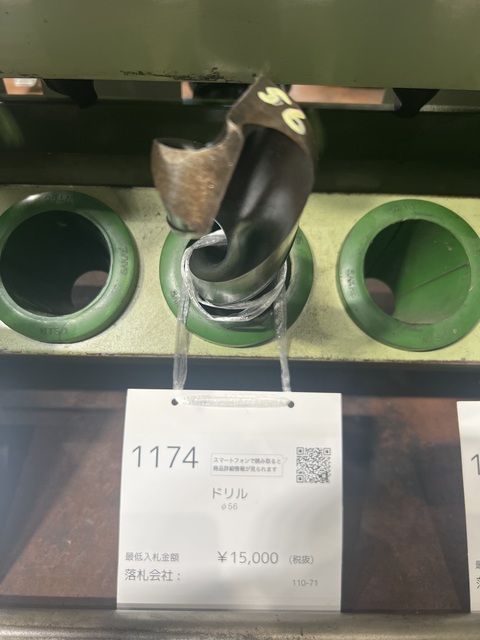 56
1174
スマートフォンで読み取ると
商品詳細情報が見られます
ドリル
φ56
最低入札金額 ￥15,000 (税抜)
落札会社：
110-71